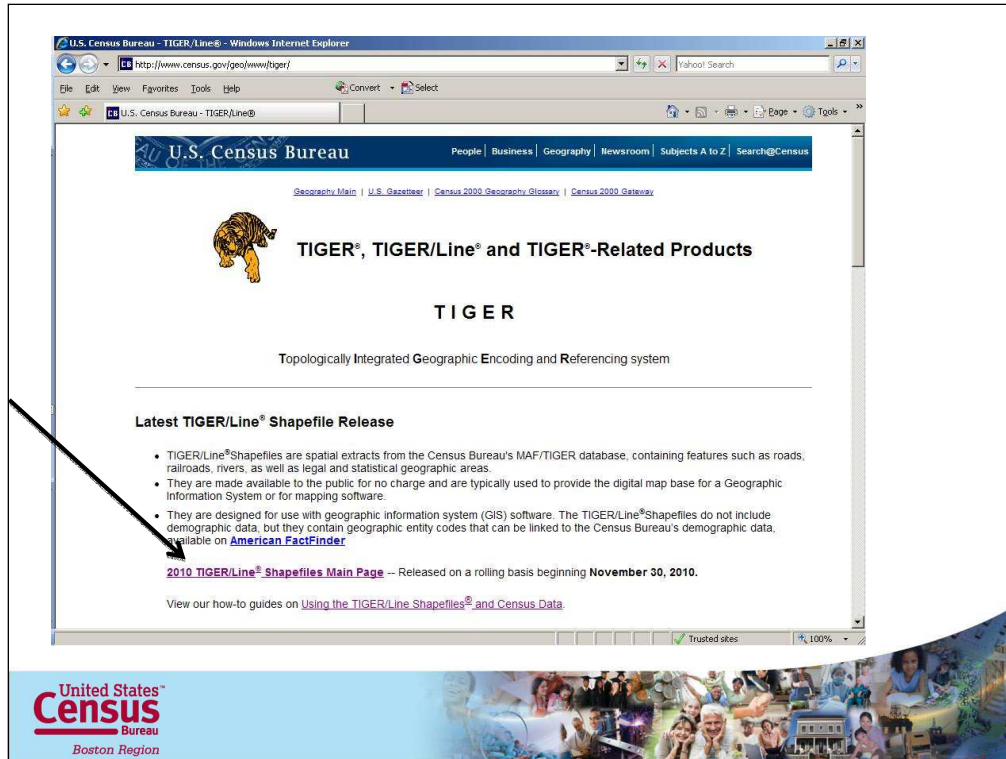 U.S. Census Bureau - TIGER/Line® - Windows Internet Explorer
CB http://www.census.gov/geo/www/tiger/
Yahoo! Search
File Edit View Favorites Tools Help
Convert
Select
CB U.S. Census Bureau - TIGER/Line®
Page
Tools
U.S. Census Bureau
People | Business | Geography | Newsroom | Subjects A to Z | Search@Census
Geography Main | U.S. Gazetteer | Census 2000 Geography Glossary | Census 2000 Gateway
TIGER®, TIGER/Line® and TIGER®-Related Products
T I G E R
Topologically Integrated Geographic Encoding and Referencing system
Latest TIGER/Line® Shapefile Release
• TIGER/Line®Shapefiles are spatial extracts from the Census Bureau's MAF/TIGER database, containing features such as roads,
railroads, rivers, as well as legal and statistical geographic areas.
• They are made available to the public for no charge and are typically used to provide the digital map base for a Geographic
Information System or for mapping software.
• They are designed for use with geographic information system (GIS) software. The TIGER/Line®Shapefiles do not include
demographic data, but they contain geographic entity codes that can be linked to the Census Bureau's demographic data,
available on American FactFinder
2010 TIGER/Line® Shapefiles Main Page -- Released on a rolling basis beginning November 30, 2010.
View our how-to guides on Using the TIGER/Line Shapefiles® and Census Data.
Trusted sites
100%
United States™
Census
Bureau
Boston Region